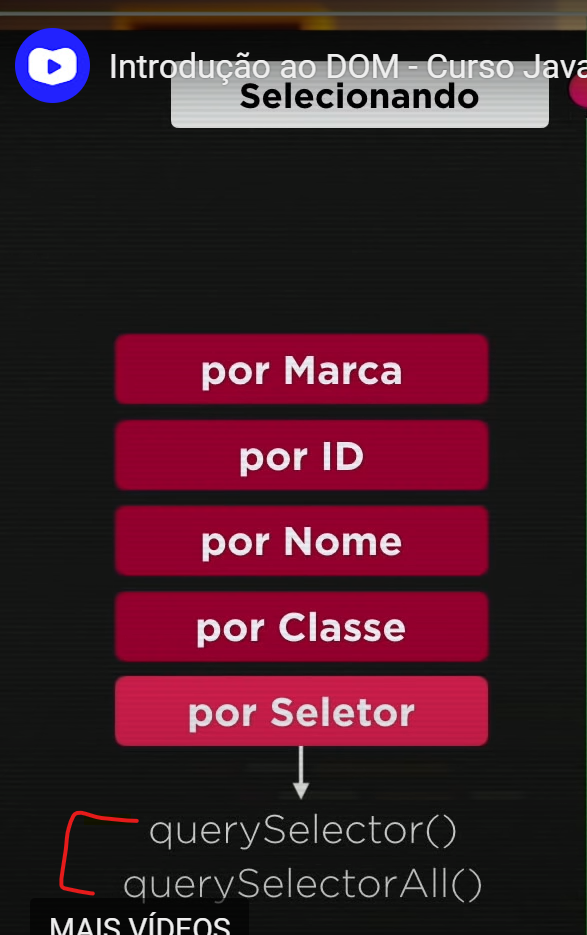 Introdução ao DOM - Curso Java
Selecionando
por Marca
por ID
por Nome
por Classe
por Seletor
querySelector()
querySelectorAll()
MAIS VÍDEOS